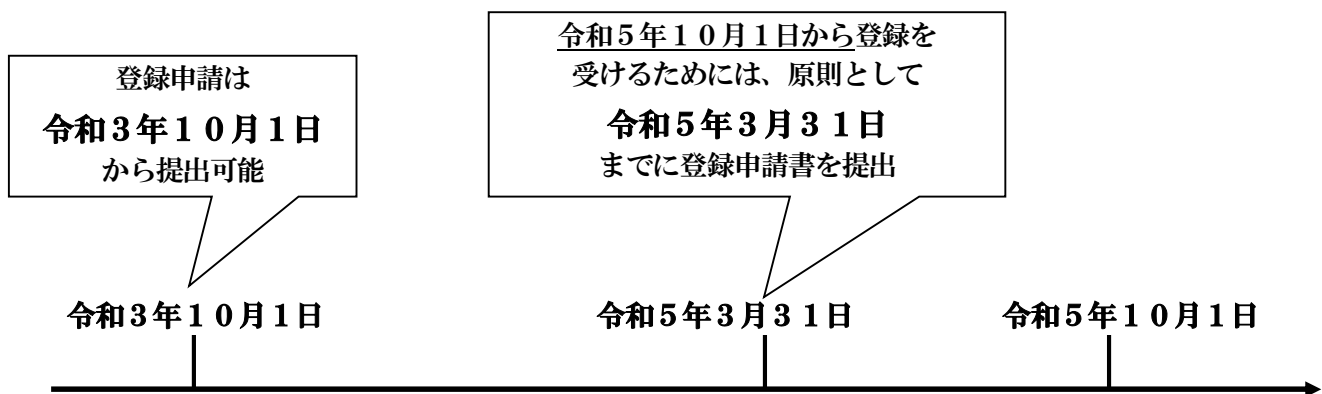 登録申請は
令和３年１０月１日
から提出可能
令和５年１０月１日から登録を
受けるためには、原則として
令和５年３月３１日
までに登録申請書を提出
令和３年１０月１日
令和５年３月３１日
令和５年１０月１日